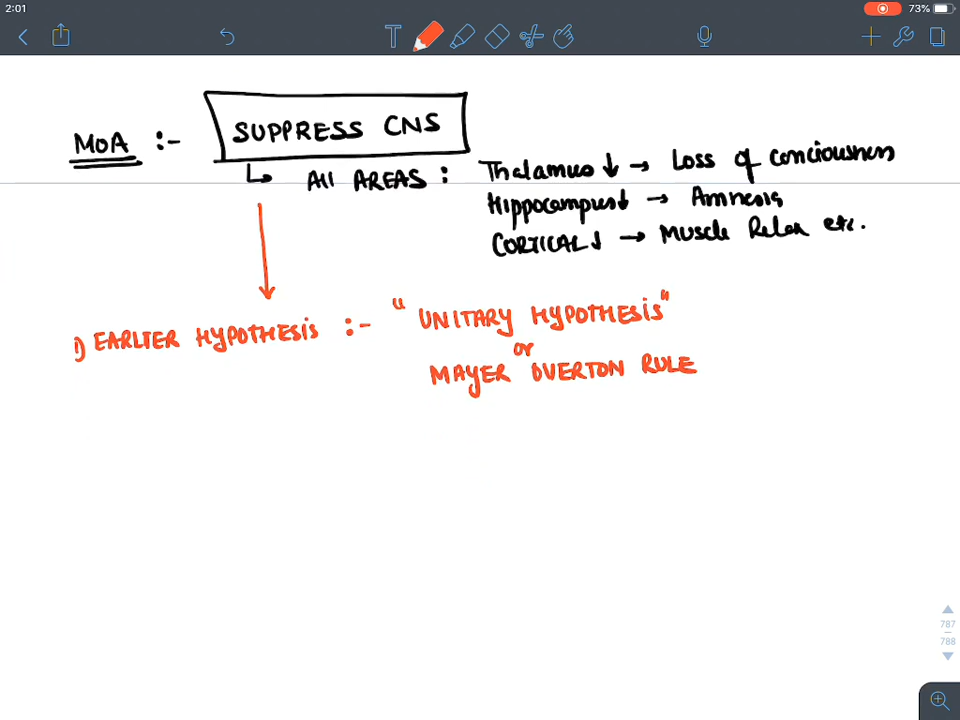 2:01
73%
T
MOA :- SUPPRESS CNS
↳ All AREAS : Thalamus ↓ → Loss of conciousness
Hippocampus ↓ → Amnesis
CORTICAL ↓ → Muscle Relax etc.
1) EARLIER HYPOTHESIS :- "UNITARY HYPOTHESIS"
or
MAYER OVERTON RULE
787
788